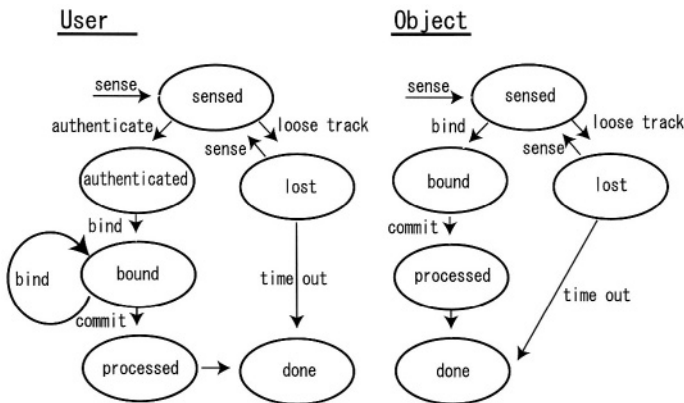 User
sense
sensed
authenticate
loose track
sense
authenticated
lost
bind
bind
bound
time out
commit
processed
done
Object
sense
sensed
bind
loose track
sense
bound
lost
commit
processed
time out
done